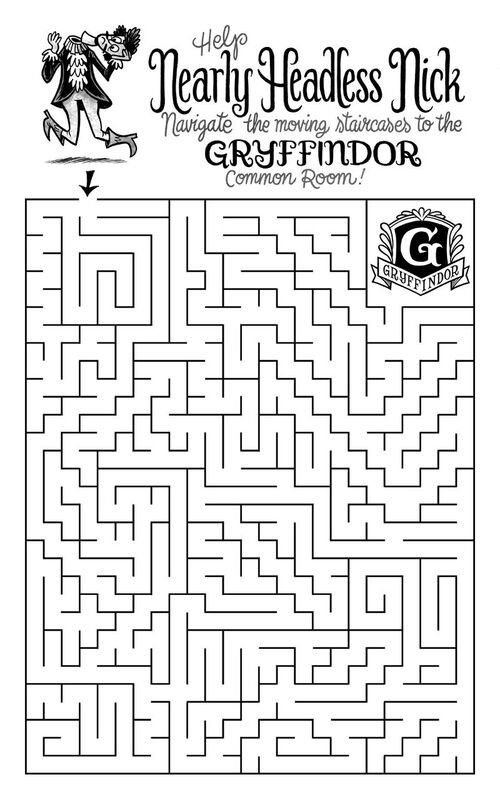 Help
Nearly Headless Nick
Navigate the moving staircases to the
GRYFFINDOR
Common Room!
G
GRYFFINDOR